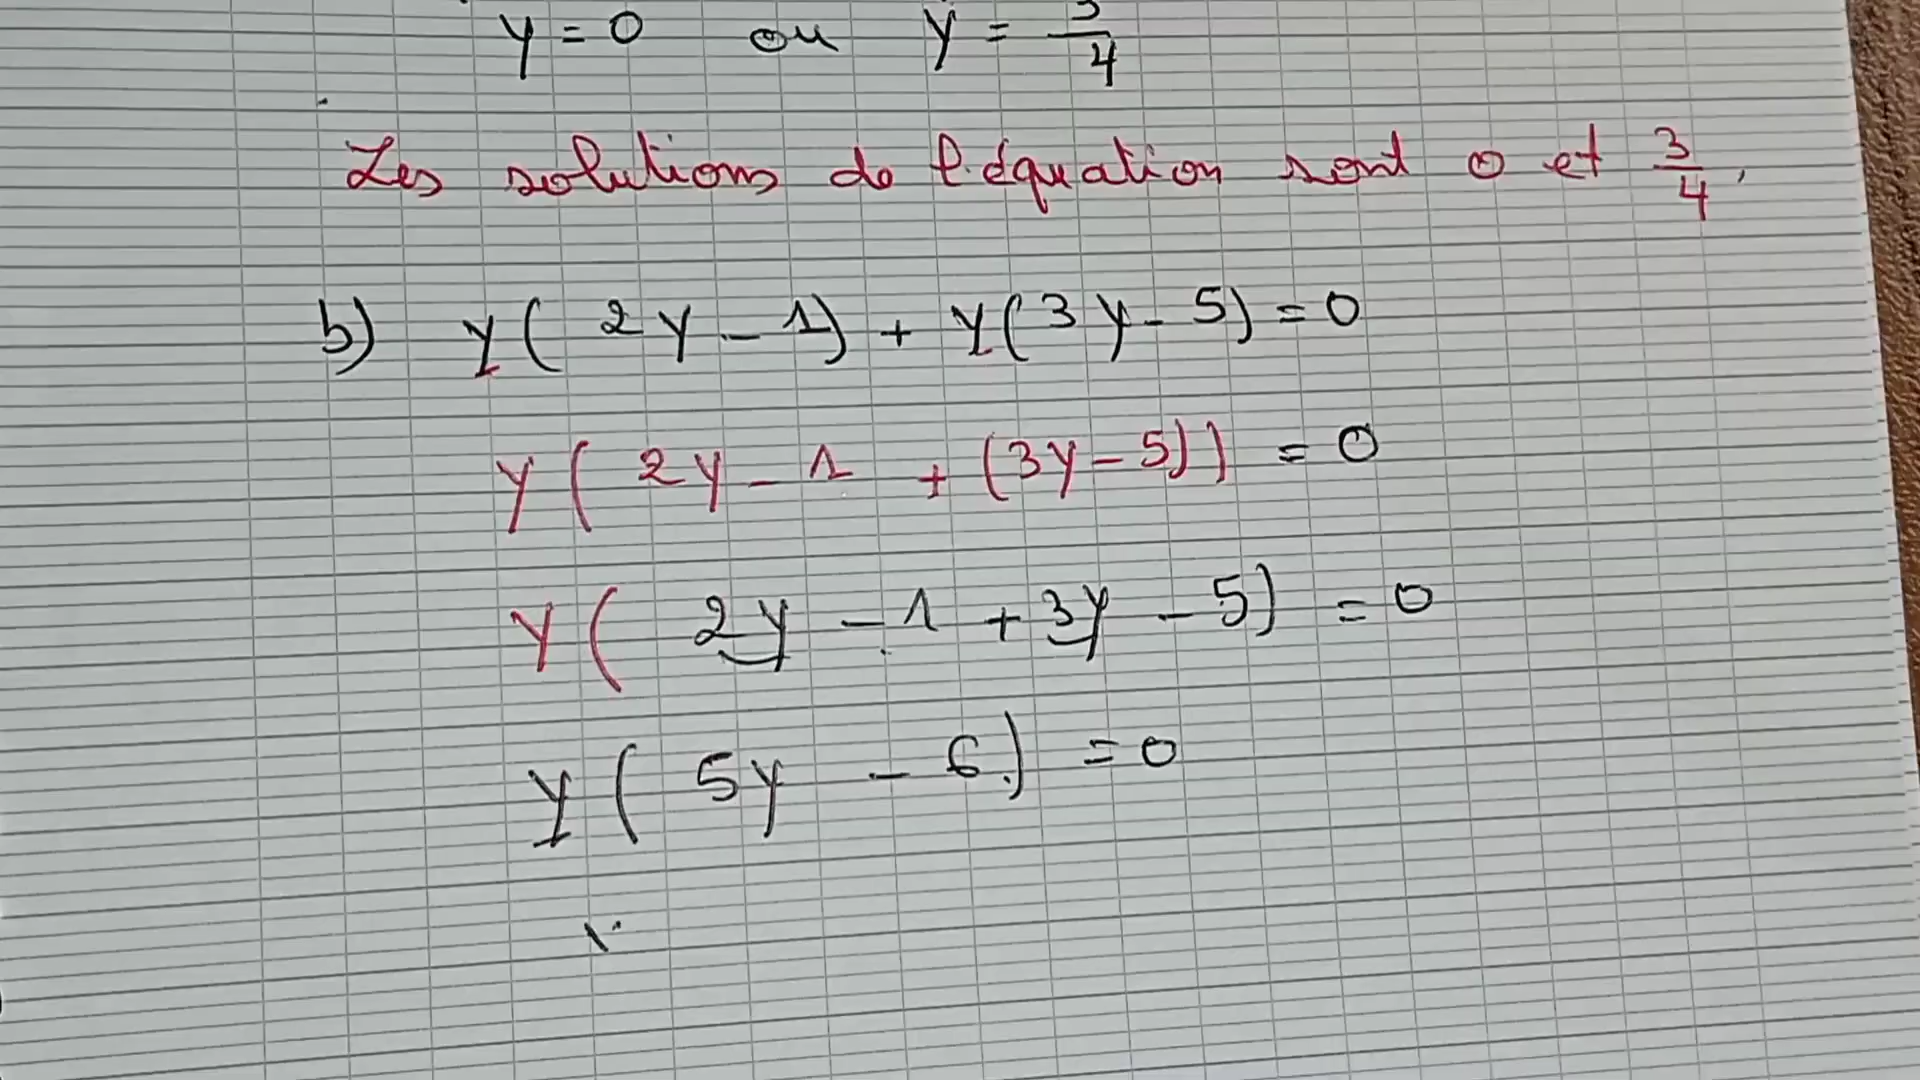 y = 0 ou y = 3/4
Les solutions de l'équation sont 0 et 3/4.
b) y(2y - 1) + y(3y - 5) = 0
y(2y - 1 + (3y - 5)) = 0
y(2y - 1 + 3y - 5) = 0
y(5y - 6) = 0